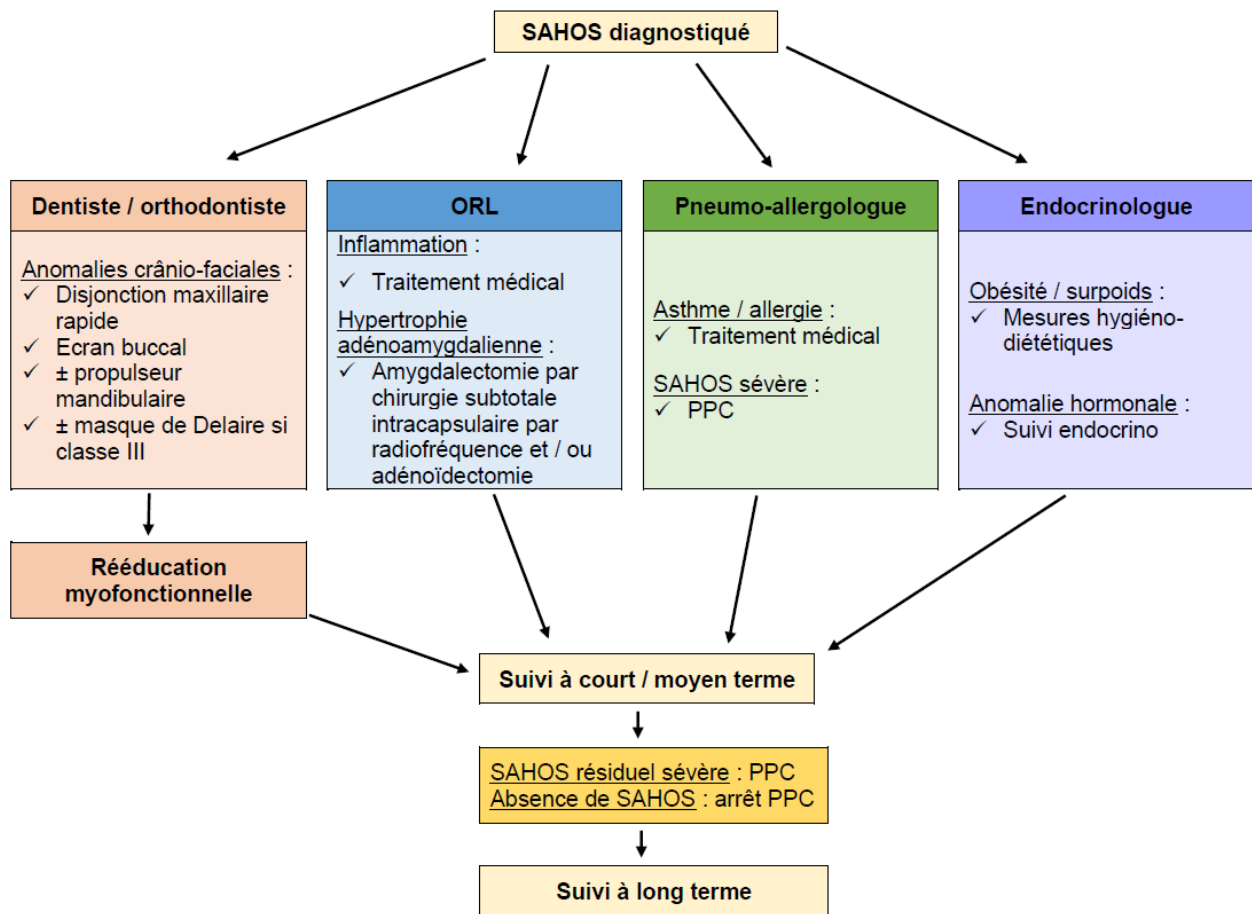 SAHOS diagnostiqué
Dentiste / orthodontiste
Anomalies crânio-faciales :
✓ Disjonction maxillaire
rapide
✓ Ecran buccal
✓ ± propulseur
mandibulaire
✓ ± masque de Delaire si
classe III
ORL
Inflammation :
✓ Traitement médical
Hypertrophie
adénoamygdalienne :
✓ Amygdalectomie par
chirurgie subtotale
intracapsulaire par
radiofréquence et / ou
adénoïdectomie
Pneumo-allergologue
Asthme / allergie :
✓ Traitement médical
SAHOS sévère :
✓ PPC
Endocrinologue
Obésité / surpoids :
✓ Mesures hygiéno-
diététiques
Anomalie hormonale :
✓ Suivi endocrino
Rééducation
myofonctionnelle
Suivi à court / moyen terme
SAHOS résiduel sévère : PPC
Absence de SAHOS : arrêt PPC
Suivi à long terme